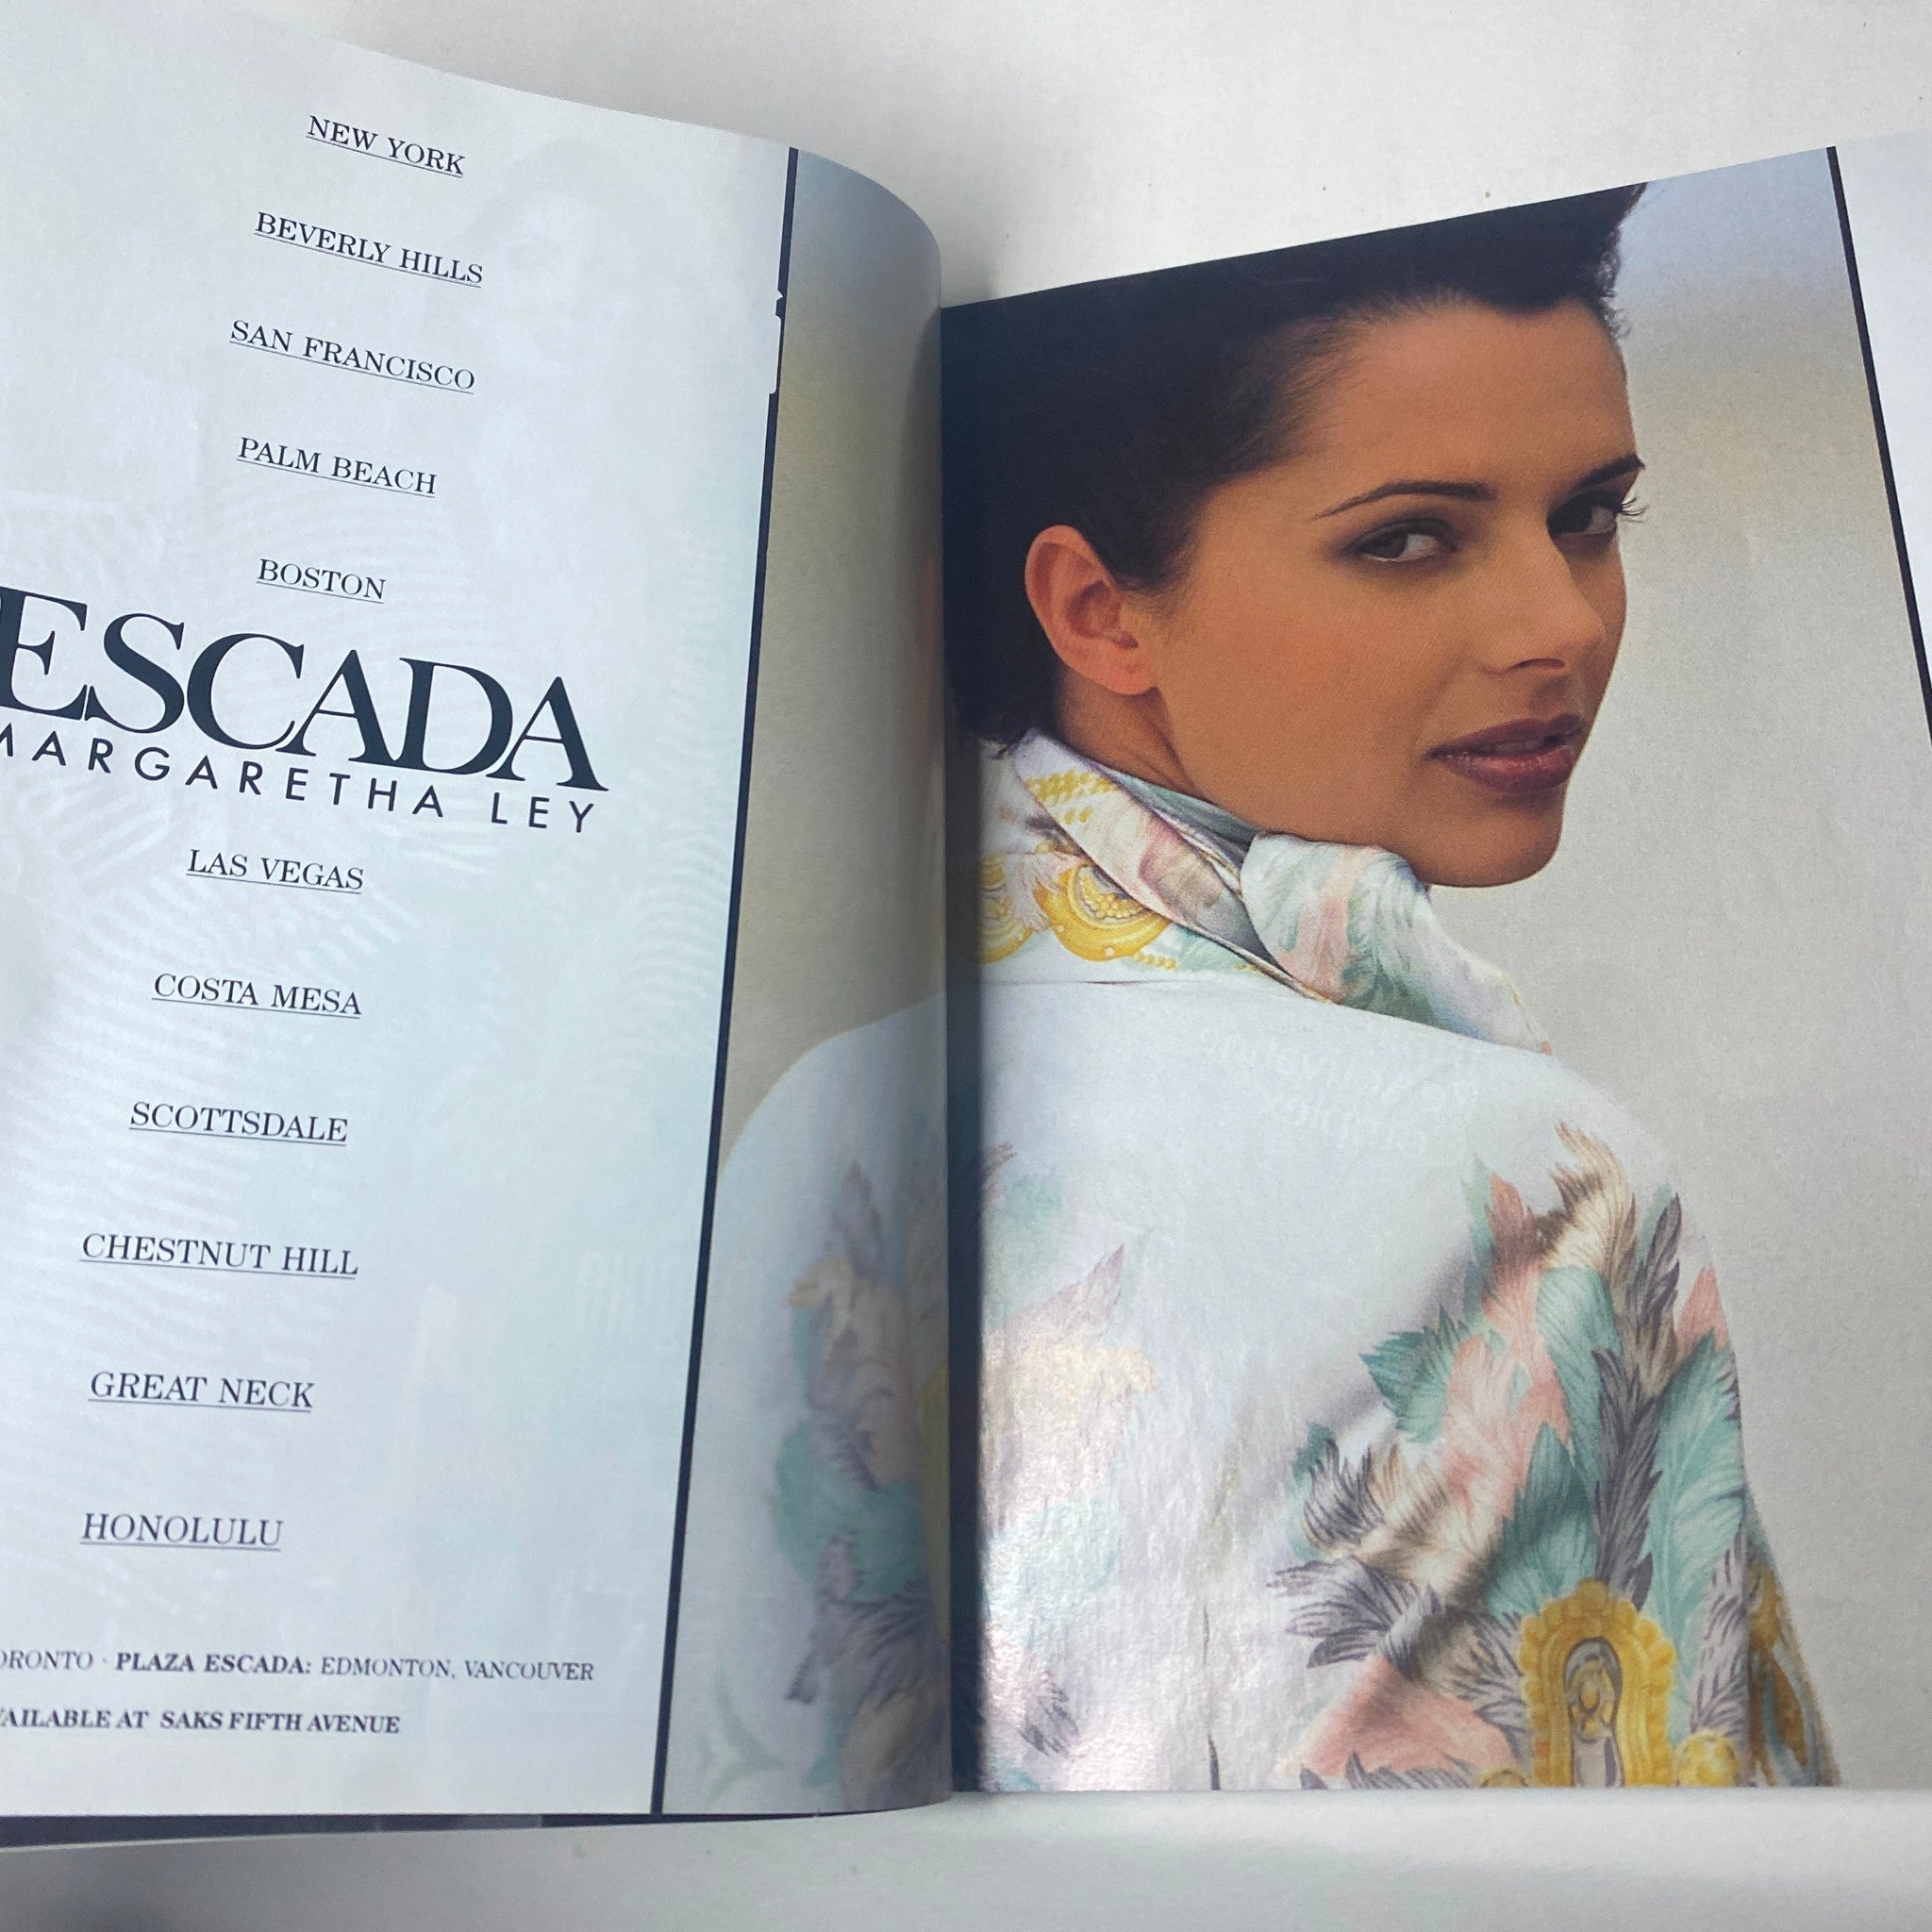 NEW YORK
BEVERLY HILLS
SAN FRANCISCO
PALM BEACH
BOSTON
ESCADA
MARGARETHA LEY
LAS VEGAS
COSTA MESA
SCOTTSDALE
CHESTNUT HILL
GREAT NECK
HONOLULU
ORONTO · PLAZA ESCADA: EDMONTON, VANCOUVER
AILABLE AT SAKS FIFTH AVENUE